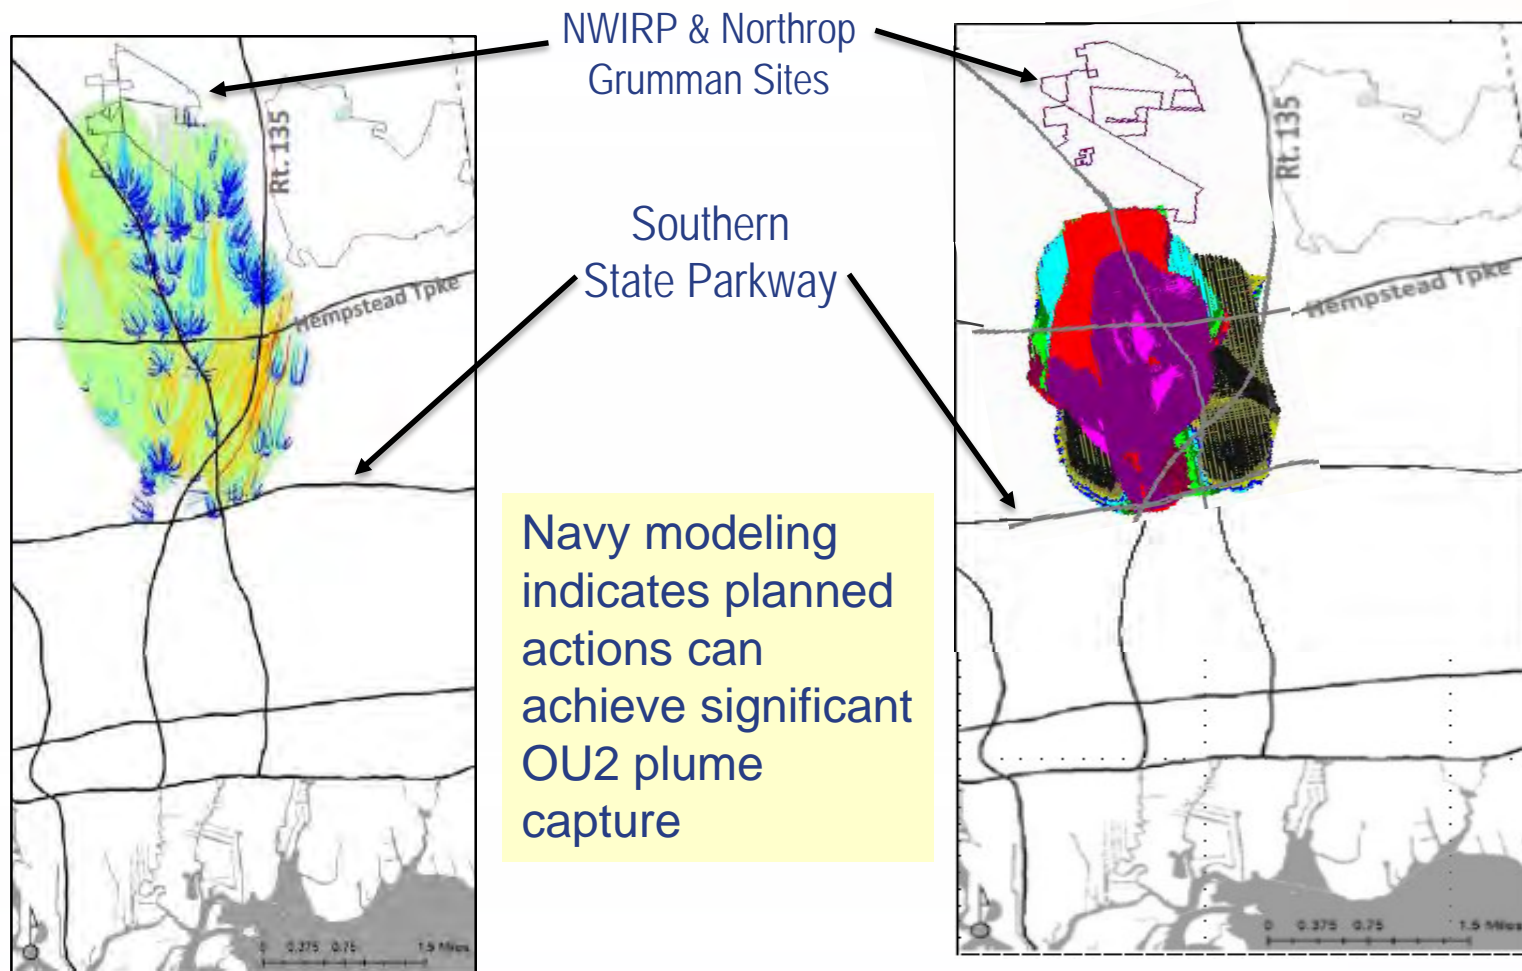 NWIRP & Northrop
Grumman Sites
Rt. 135
Rt. 135
Southern
State Parkway
Hempstead Tpke
Hempstead Tpke
Navy modeling
indicates planned
actions can
achieve significant
OU2 plume
capture
0 0.375 0.75 1.5 Miles
0 0.375 0.75 1.5 Miles